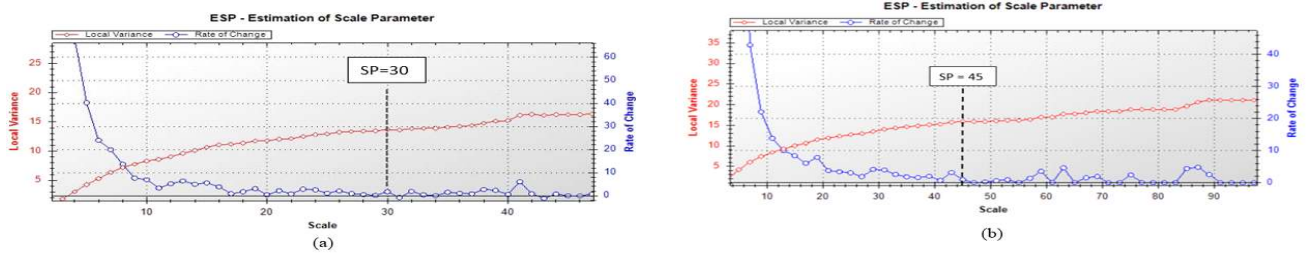 ESP - Estimation of Scale Parameter
Local Variance Rate of Change
25
20
15
10
5
Local Variance
SP=30
60
50
40
30
20
10
0
Rate of Change
10 20 30 40
Scale
(a)
ESP - Estimation of Scale Parameter
Local Variance Rate of Change
35
30
25
20
15
10
5
Local Variance
SP = 45
40
30
20
10
0
Rate of Change
10 20 30 40 50 60 70 80 90
Scale
(b)